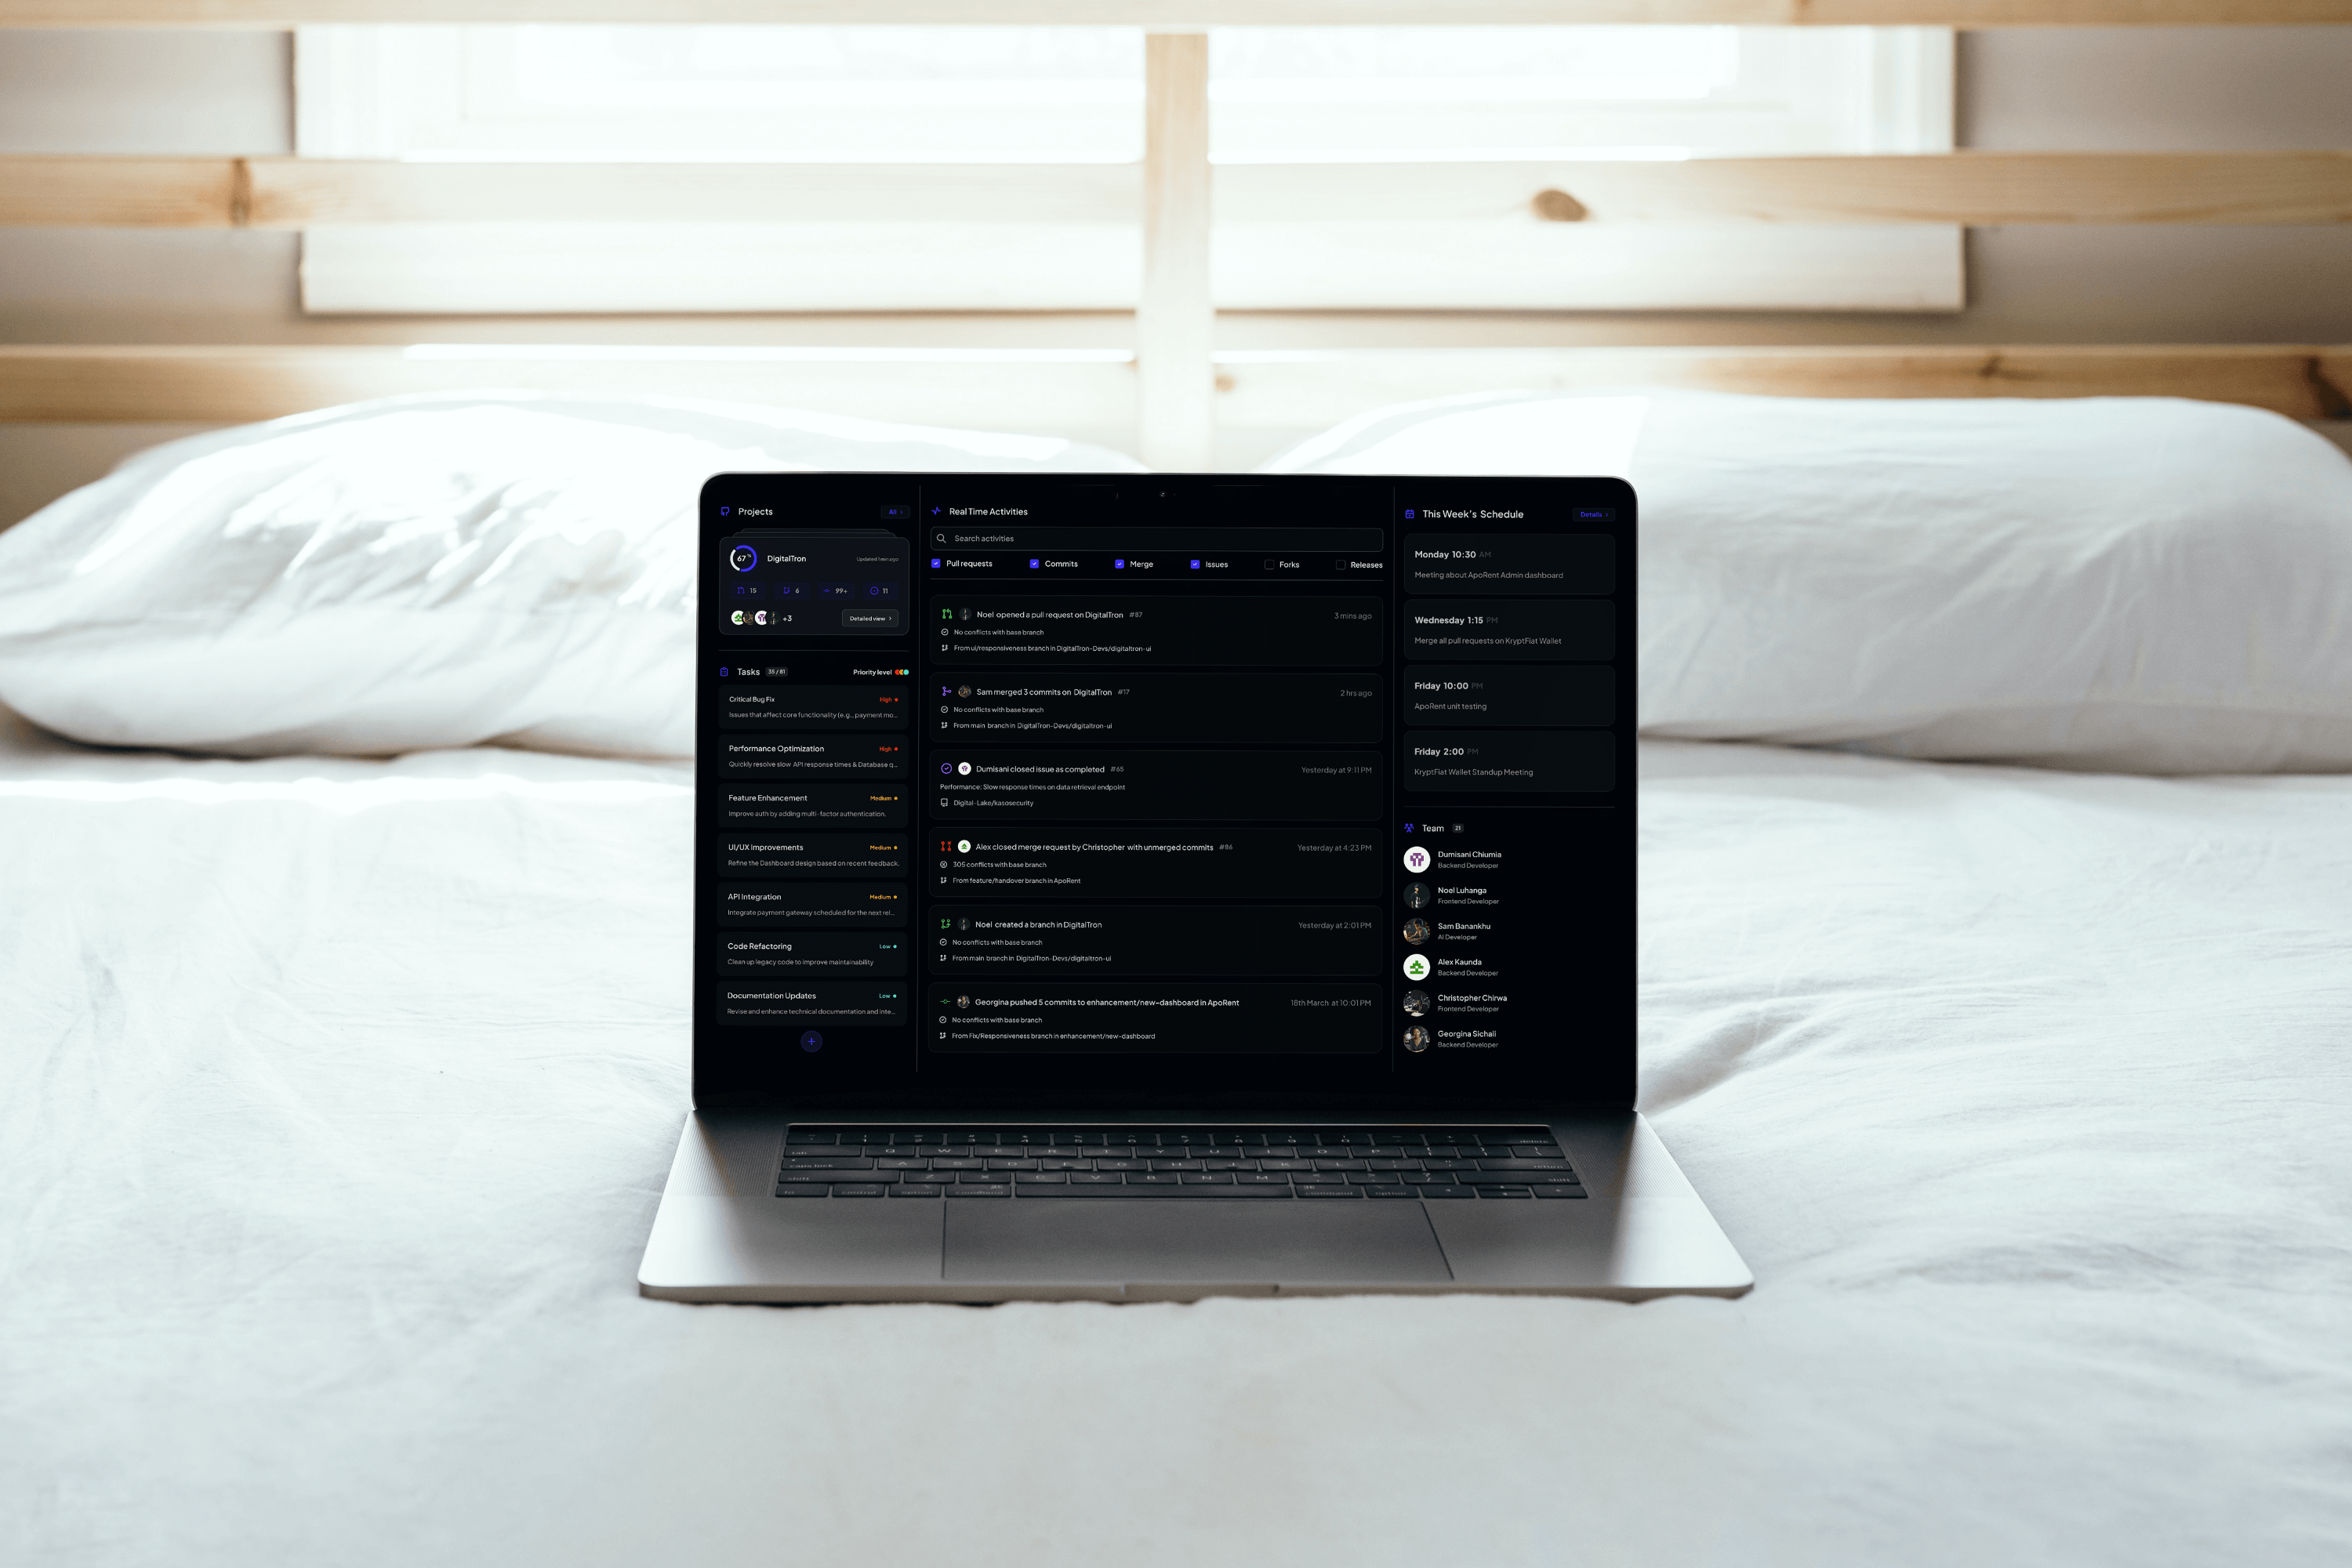 Projects
All
67%
DigitalTron
Updated 1 min ago
15
6
99+
11
+3
Detailed view
Tasks 35/81
Priority level
Critical Bug Fix
High
Issues that affect core functionality (e.g., payment mo...
Performance Optimization
High
Quickly resolve slow API response times & Database q...
Feature Enhancement
Medium
Improve auth by adding multi-factor authentication.
UI/UX improvements
Medium
Refine the Dashboard design based on recent feedback.
API Integration
Medium
Integrate payment gateway scheduled for the next rel...
Code Refactoring
Low
Clean up legacy code to improve maintainability
Documentation Updates
Low
Revise and enhance technical documentation and inte...
Real Time Activities
Search activities
Pull requests
Commits
Merge
Issues
Forks
Releases
Noel opened a pull request on DigitalTron #87
3 mins ago
No conflicts with base branch
From ui/responsiveness branch in DigitalTron-Devs/digitaltron-ui
Sam merged 3 commits on DigitalTron #17
2 hrs ago
No conflicts with base branch
From main branch in DigitalTron-Devs/digitaltron-ui
Dumisani closed issue as completed #65
Yesterday at 9:11 PM
Performance: Slow response times on data retrieval endpoint
Digital-Lake/kasosecurity
Alex closed merge request by Christopher with unmerged commits #86
Yesterday at 4:23 PM
305 conflicts with base branch
From feature/handover branch in ApoRent
Noel created a branch in DigitalTron
Yesterday at 2:01 PM
No conflicts with base branch
From main branch in DigitalTron-Devs/digitaltron-ui
Georgina pushed 5 commits to enhancement/new-dashboard in ApoRent
18th March at 10:01 PM
No conflicts with base branch
From Fix/Responsiveness branch in enhancement/new-dashboard
This Week's Schedule
Details
Monday 10:30 AM
Meeting about ApoRent Admin dashboard
Wednesday 1:15 PM
Merge all pull requests on KryptFiat Wallet
Friday 10:00 PM
ApoRent unit testing
Friday 2:00 PM
KryptFiat Wallet Standup Meeting
Team 21
Dumisani Chiumia
Backend Developer
Noel Luhanga
Frontend Developer
Sam Banankhu
AI Developer
Alex Kaunda
Backend Developer
Christopher Chirwa
Frontend Developer
Georgina Sichali
Backend Developer
delete
tab Q W E R T Y U I O P
caps lock A S D F G H J K L return
shift Z X C V B N M shift
fn control option command command option